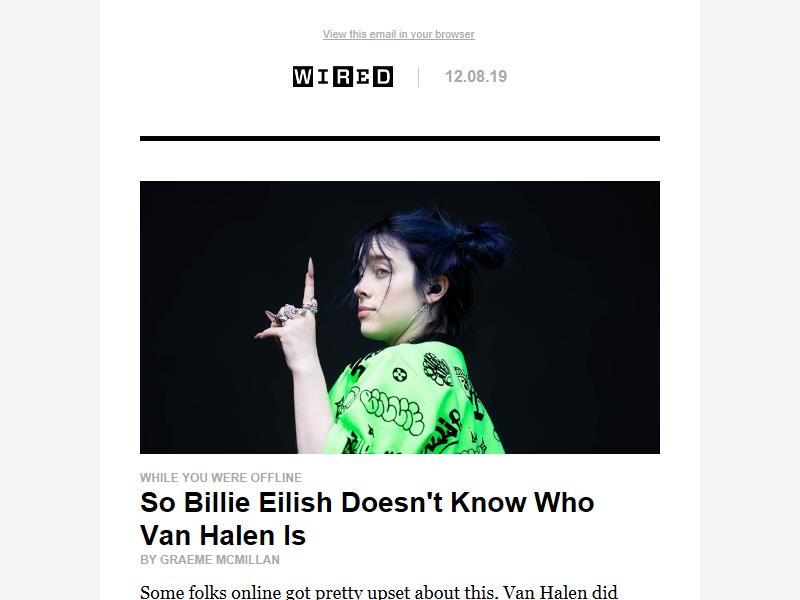 View this email in your browser
WIRED
12.08.19
WHILE YOU WERE OFFLINE
So Billie Eilish Doesn't Know Who
Van Halen Is
BY GRAEME MCMILLAN
Some folks online got pretty upset about this. Van Halen did